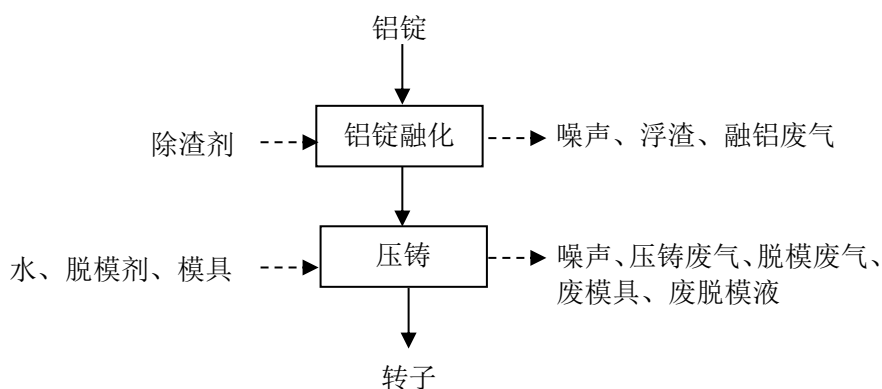 铝锭
除渣剂
铝锭融化
噪声、浮渣、融铝废气
水、脱模剂、模具
压铸
噪声、压铸废气、脱模废气、
废模具、废脱模液
转子